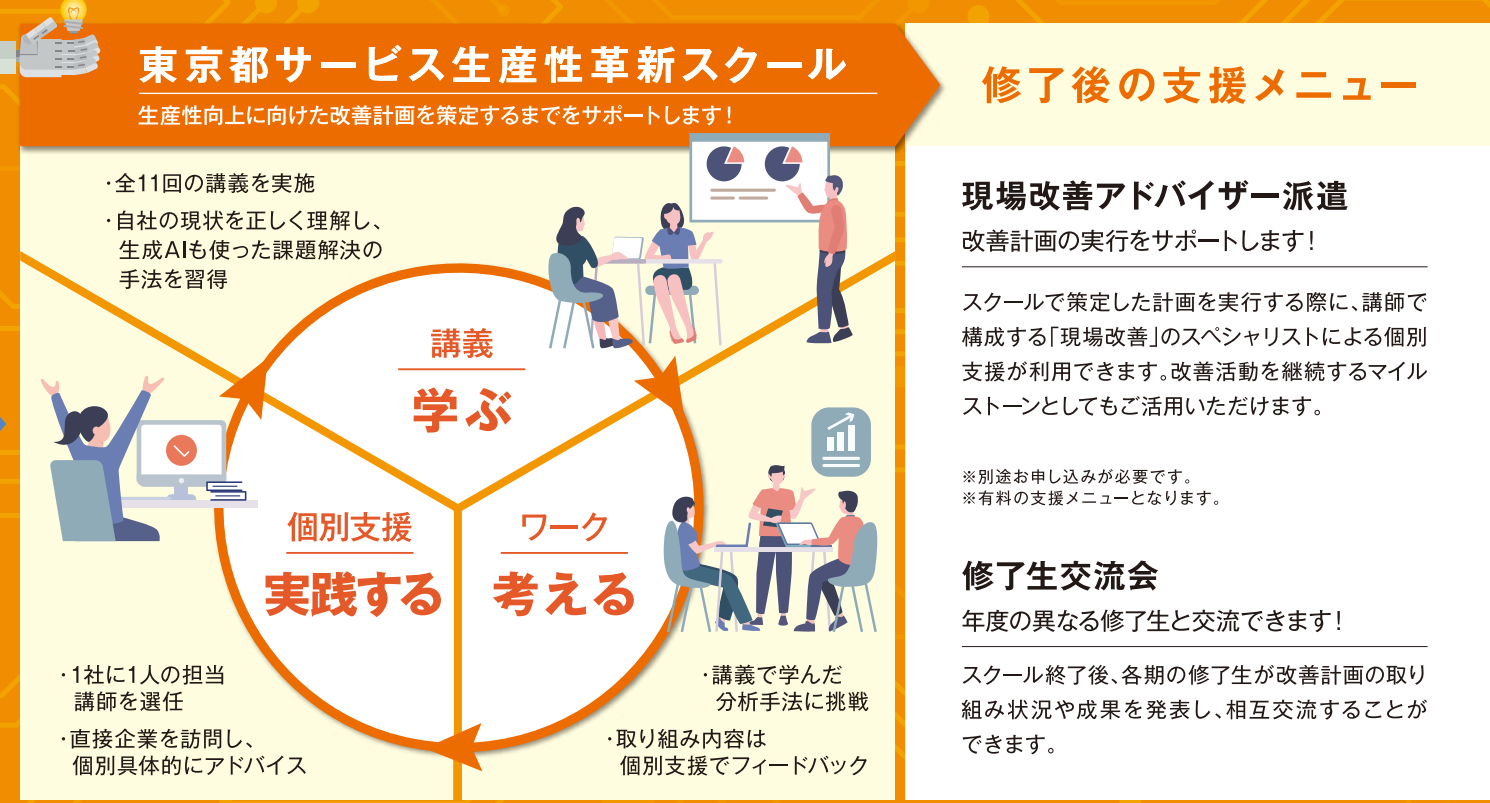 東京都サービス生産性革新スクール
生産性向上に向けた改善計画を策定するまでをサポートします!
・全11回の講義を実施
・自社の現状を正しく理解し、
生成AIも使った課題解決の
手法を習得
講義
学ぶ
個別支援
実践する
ワーク
考える
・1社に1人の担当
講師を選任
・直接企業を訪問し、
個別具体的にアドバイス
・講義で学んだ
分析手法に挑戦
・取り組み内容は
個別支援でフィードバック
修了後の支援メニュー
現場改善アドバイザー派遣
改善計画の実行をサポートします!
スクールで策定した計画を実行する際に、講師で
構成する「現場改善」のスペシャリストによる個別
支援が利用できます。改善活動を継続するマイル
ストーンとしてもご活用いただけます。
※別途お申し込みが必要です。
※有料の支援メニューとなります。
修了生交流会
年度の異なる修了生と交流できます!
スクール終了後、各期の修了生が改善計画の取り
組み状況や成果を発表し、相互交流することが
できます。